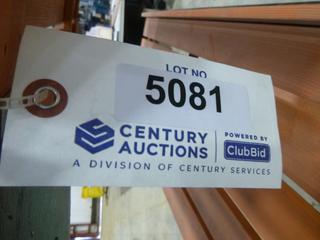 LOT NO
5081
CENTURY
AUCTIONS
POWERED BY
ClubBid
A DIVISION OF CENTURY SERVICES